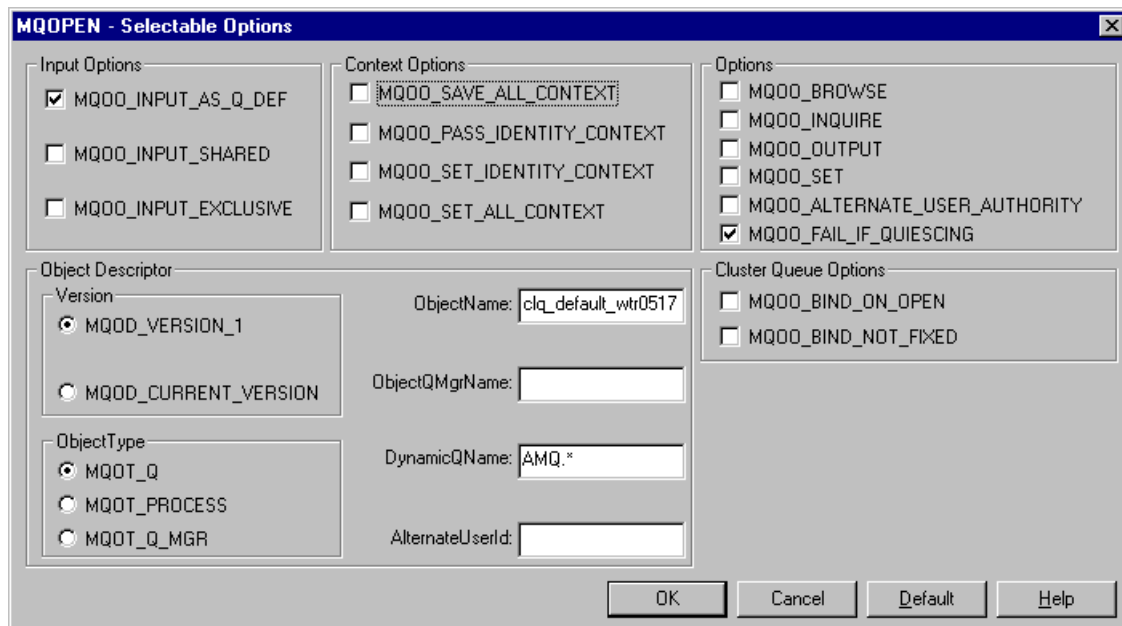 MQOPEN - Selectable Options
Input Options
MQOO_INPUT_AS_Q_DEF
MQOO_INPUT_SHARED
MQOO_INPUT_EXCLUSIVE
Context Options
MQOO_SAVE_ALL_CONTEXT
MQOO_PASS_IDENTITY_CONTEXT
MQOO_SET_IDENTITY_CONTEXT
MQOO_SET_ALL_CONTEXT
Options
MQOO_BROWSE
MQOO_INQUIRE
MQOO_OUTPUT
MQOO_SET
MQOO_ALTERNATE_USER_AUTHORITY
MQOO_FAIL_IF_QUIESCING
Object Descriptor
Version
MQOD_VERSION_1
MQOD_CURRENT_VERSION
ObjectType
MQOT_Q
MQOT_PROCESS
MQOT_Q_MGR
ObjectName: clq_default_wtr0517
ObjectQMgrName:
DynamicQName: AMQ.*
AlternateUserId:
Cluster Queue Options
MQOO_BIND_ON_OPEN
MQOO_BIND_NOT_FIXED
OK Cancel Default Help